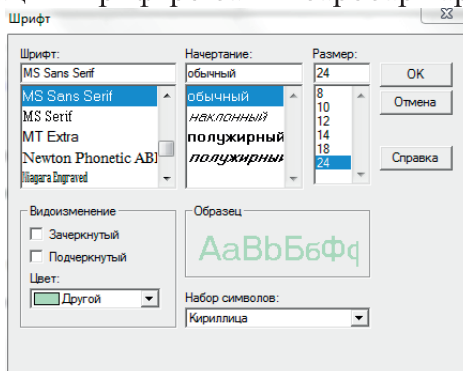 Шрифт
Шрифт: Начертание: Размер:
MS Sans Serif обычный 24 OK
MS Sans Serif обычный 8 Отмена
MS Serif наклонный 10
MT Extra полужирный 12
Newton Phonetic ABI полужирный 14
Niagara Engraved 18
24
Справка
Видоизменение Образец
Зачеркнутый
Подчеркнутый
AaBbБбФф
Цвет:
Другой
Набор символов:
Кириллица